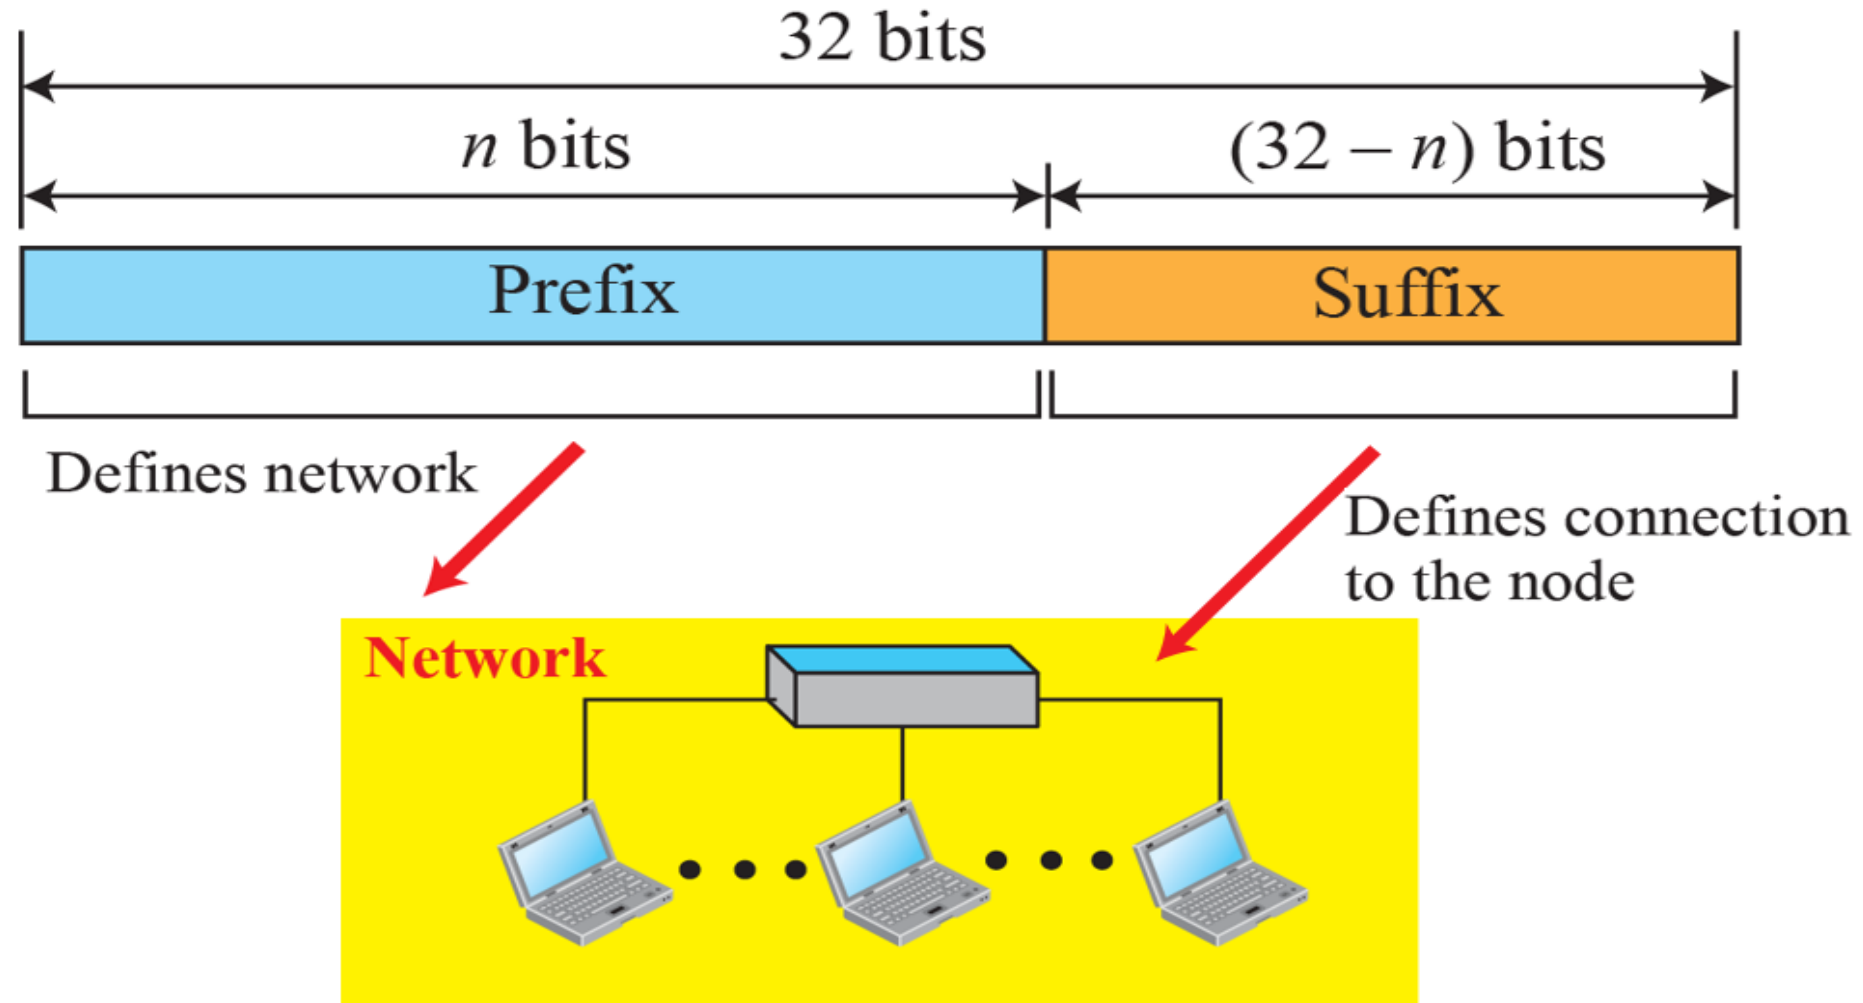 32 bits
n bits
(32 – n) bits
Prefix
Suffix
Defines network
Defines connection
to the node
Network